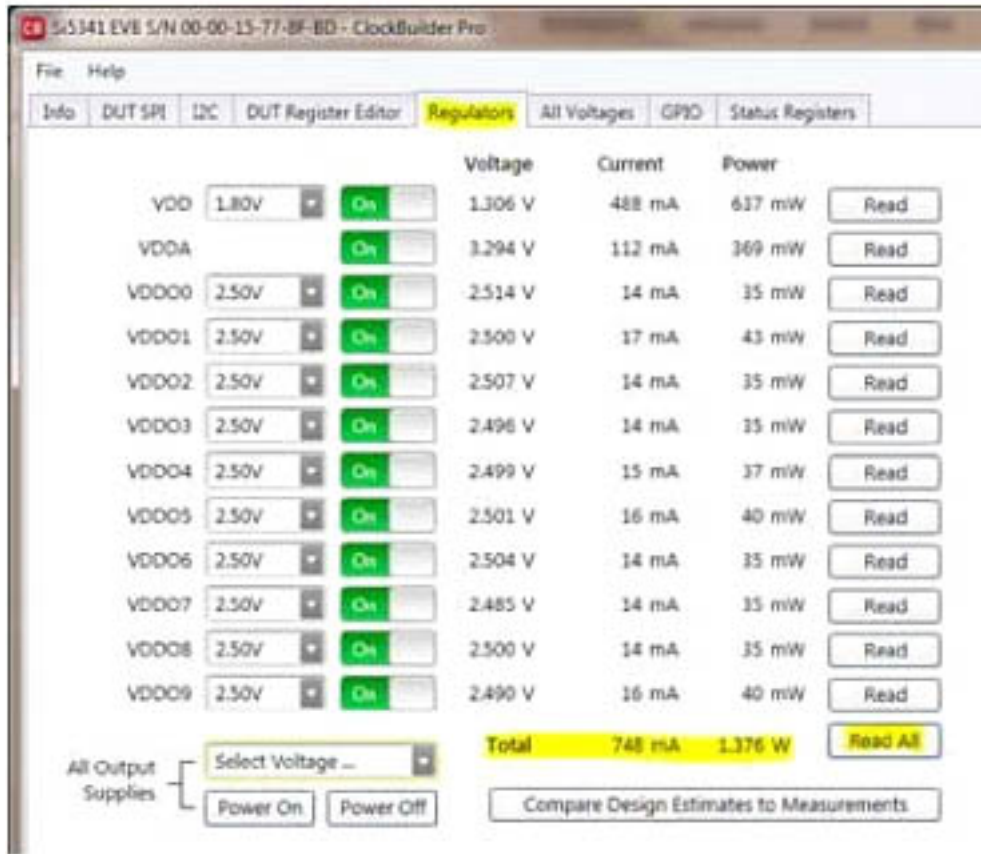 CB Si5341 EVB S/N 00-00-15-77-8F-BD - ClockBuilder Pro
File Help
Info DUT SPI I2C DUT Register Editor Regulators All Voltages GPIO Status Registers
Voltage Current Power
VDD 1.80V On 1.306 V 488 mA 637 mW Read
VDDA On 3.294 V 112 mA 369 mW Read
VDDO0 2.50V On 2.514 V 14 mA 35 mW Read
VDDO1 2.50V On 2.500 V 17 mA 43 mW Read
VDDO2 2.50V On 2.507 V 14 mA 35 mW Read
VDDO3 2.50V On 2.496 V 14 mA 35 mW Read
VDDO4 2.50V On 2.499 V 15 mA 37 mW Read
VDDO5 2.50V On 2.501 V 16 mA 40 mW Read
VDDO6 2.50V On 2.504 V 14 mA 35 mW Read
VDDO7 2.50V On 2.485 V 14 mA 35 mW Read
VDDO8 2.50V On 2.500 V 14 mA 35 mW Read
VDDO9 2.50V On 2.490 V 16 mA 40 mW Read
Total 748 mA 1.376 W Read All
All Output Supplies Select Voltage ...
Power On Power Off Compare Design Estimates to Measurements